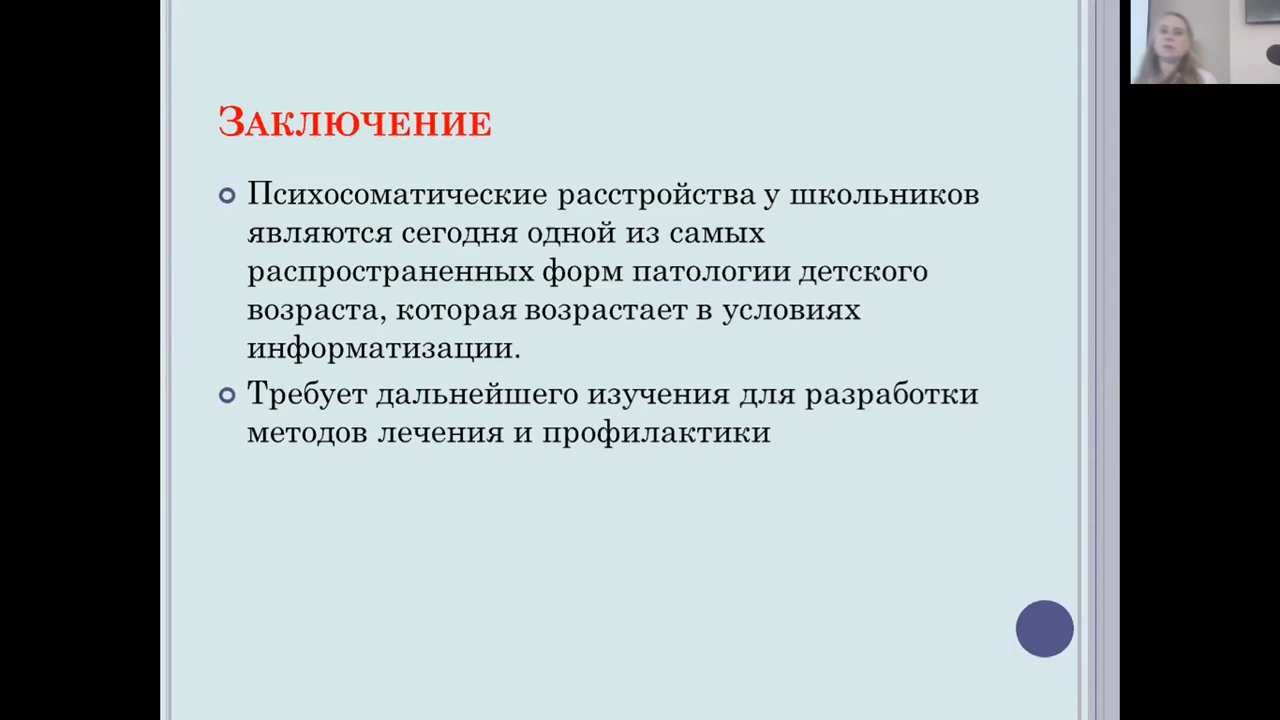 Заключение
Психосоматические расстройства у школьников
являются сегодня одной из самых
распространенных форм патологии детского
возраста, которая возрастает в условиях
информатизации.
Требует дальнейшего изучения для разработки
методов лечения и профилактики